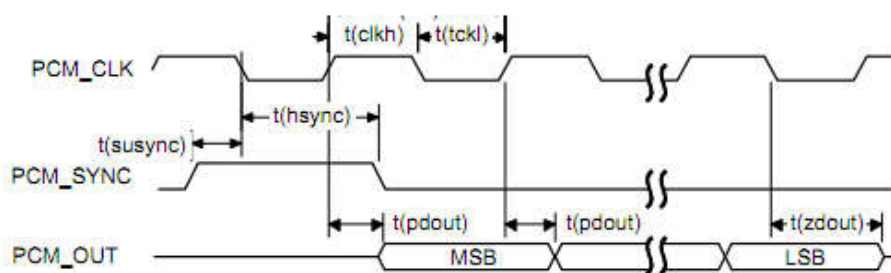 t(clkh) t(tckl)
PCM_CLK
t(hsync)
t(susync)
PCM_SYNC
t(pdout) t(pdout) t(zdout)
PCM_OUT MSB LSB